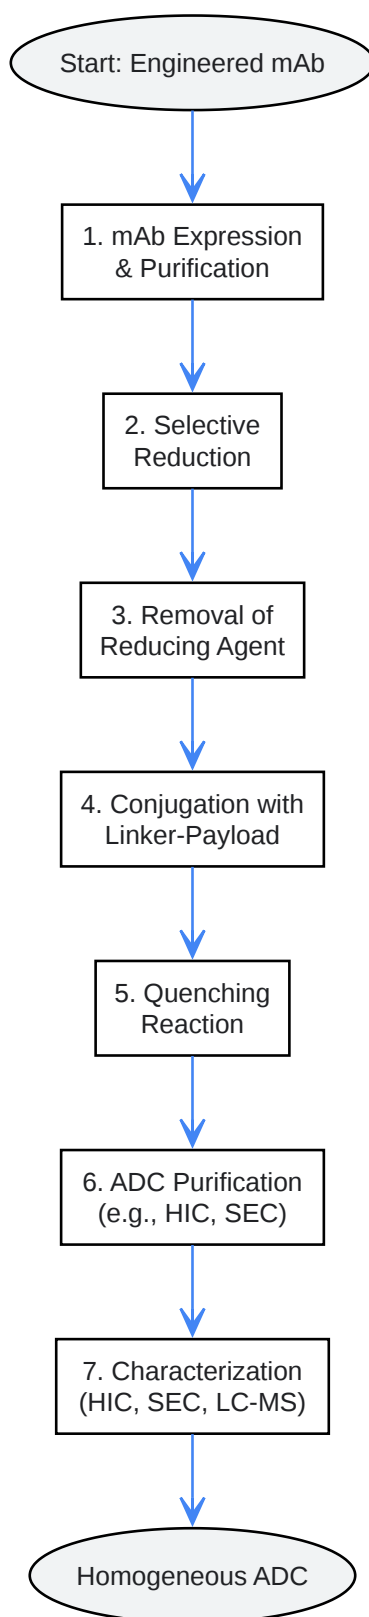 Start: Engineered mAb
1. mAb Expression
& Purification
2. Selective
Reduction
3. Removal of
Reducing Agent
4. Conjugation with
Linker-Payload
5. Quenching
Reaction
6. ADC Purification
(e.g., HIC, SEC)
7. Characterization
(HIC, SEC, LC-MS)
Homogeneous ADC